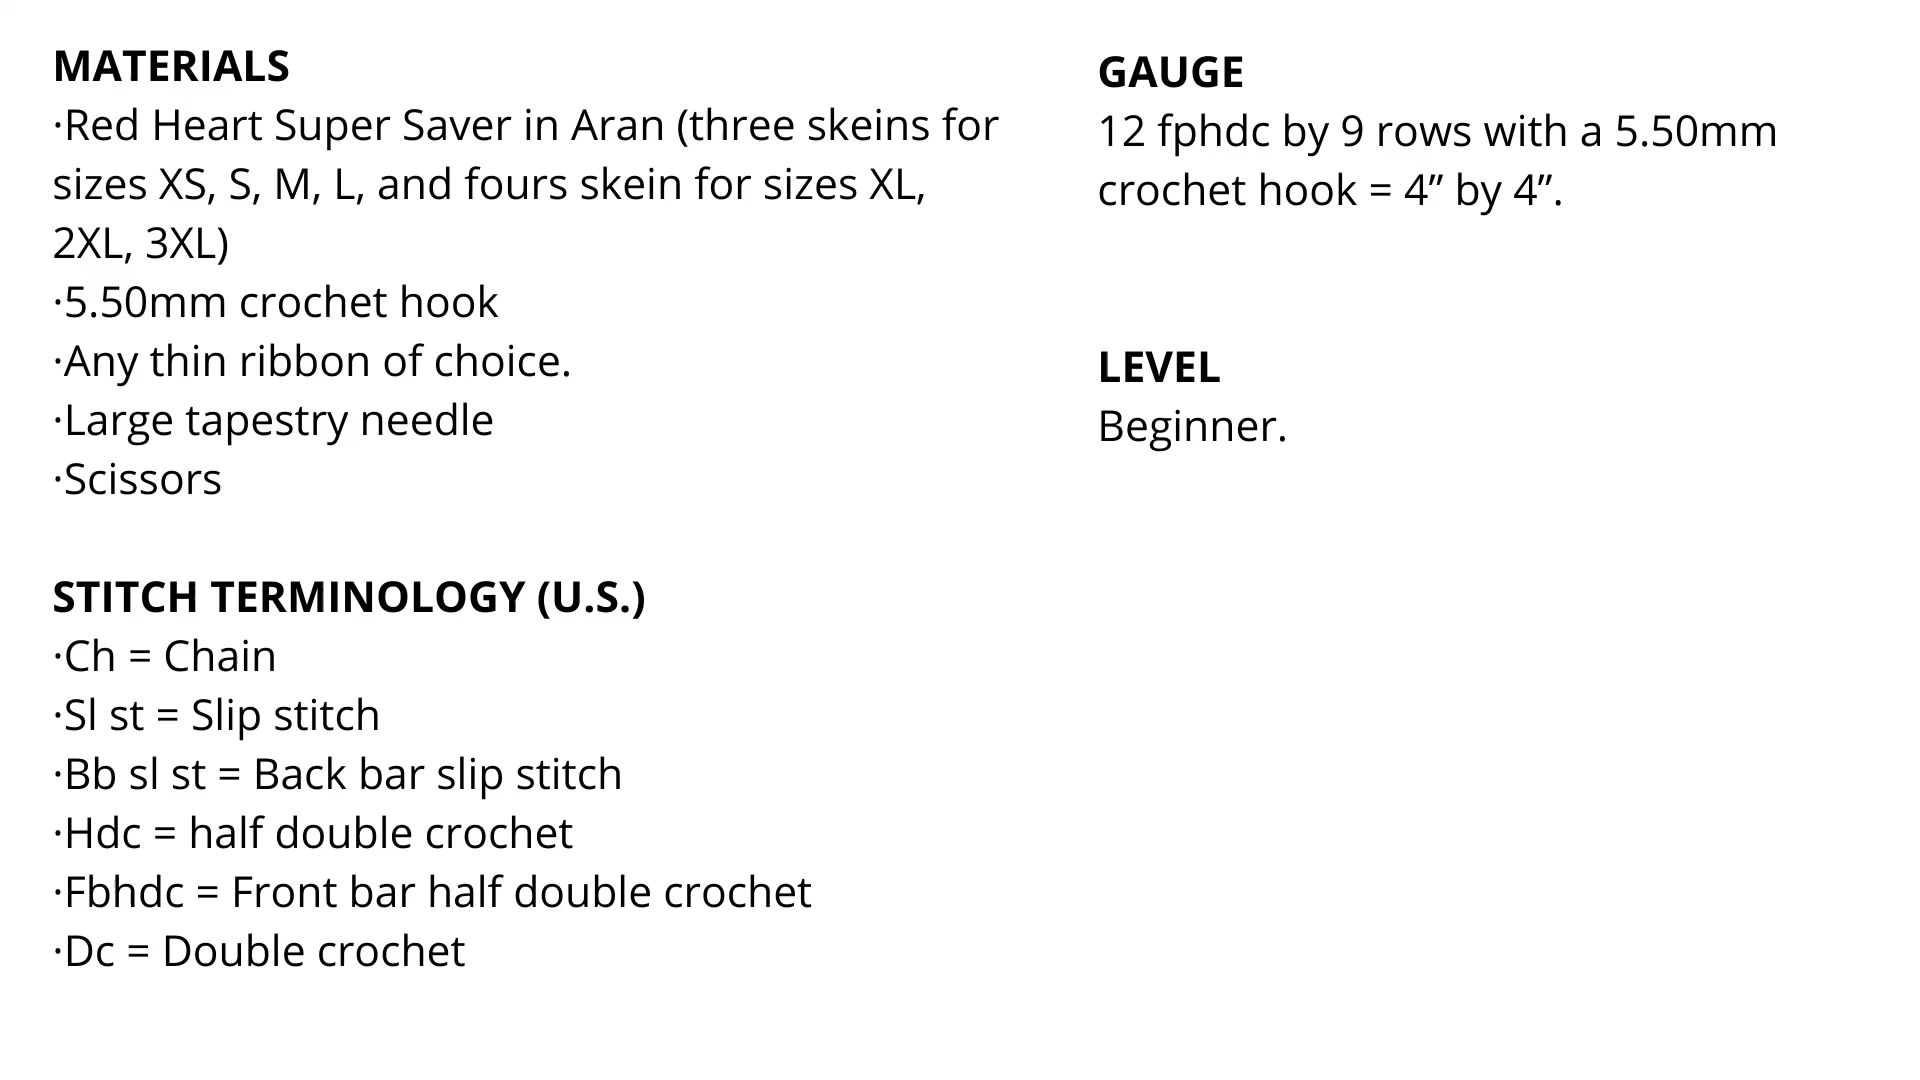 MATERIALS
·Red Heart Super Saver in Aran (three skeins for
sizes XS, S, M, L, and fours skein for sizes XL,
2XL, 3XL)
·5.50mm crochet hook
·Any thin ribbon of choice.
·Large tapestry needle
·Scissors
STITCH TERMINOLOGY (U.S.)
·Ch = Chain
·Sl st = Slip stitch
·Bb sl st = Back bar slip stitch
·Hdc = half double crochet
·Fbhdc = Front bar half double crochet
·Dc = Double crochet
GAUGE
12 fphdc by 9 rows with a 5.50mm
crochet hook = 4” by 4”.
LEVEL
Beginner.